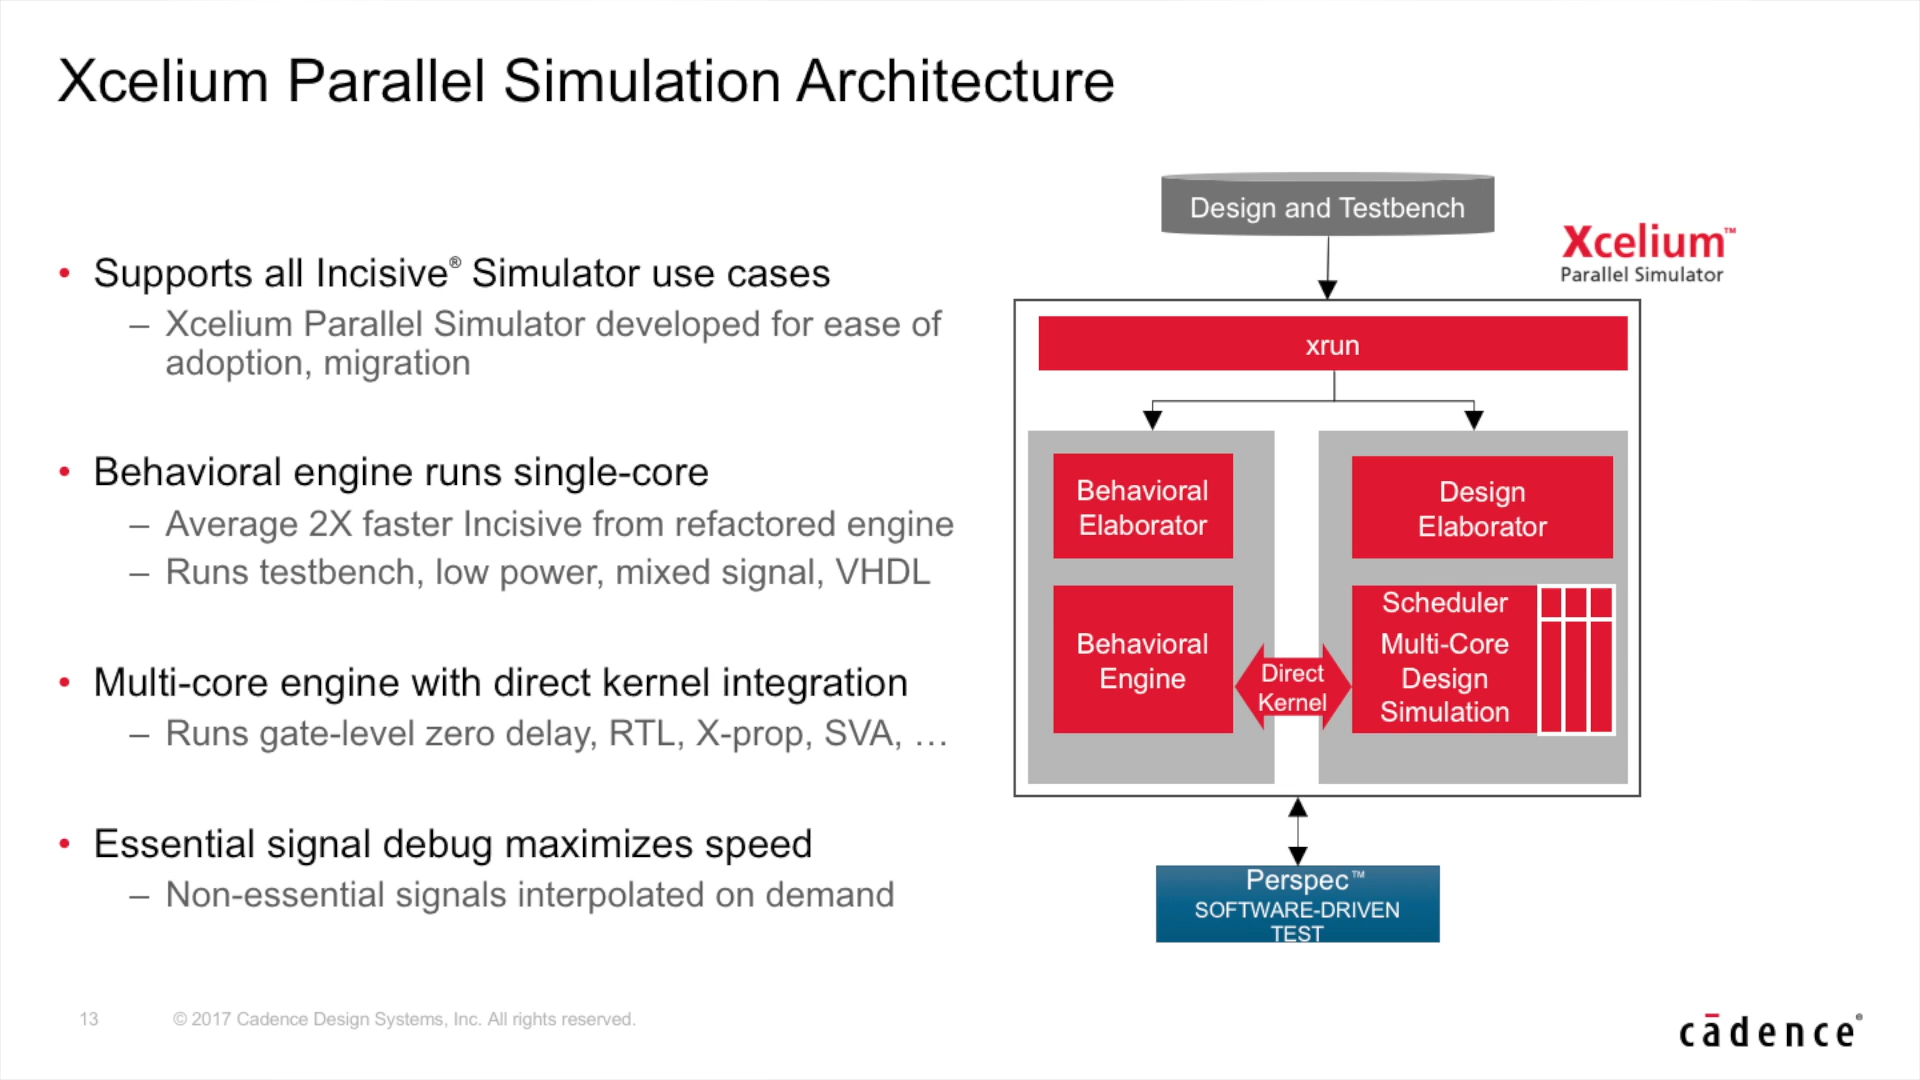 Xcelium Parallel Simulation Architecture
• Supports all Incisive® Simulator use cases
– Xcelium Parallel Simulator developed for ease of
adoption, migration
• Behavioral engine runs single-core
– Average 2X faster Incisive from refactored engine
– Runs testbench, low power, mixed signal, VHDL
• Multi-core engine with direct kernel integration
– Runs gate-level zero delay, RTL, X-prop, SVA, …
• Essential signal debug maximizes speed
– Non-essential signals interpolated on demand
Design and Testbench
Xcelium™
Parallel Simulator
xrun
Behavioral
Elaborator
Design
Elaborator
Behavioral
Engine
Direct
Kernel
Scheduler
Multi-Core
Design
Simulation
Perspec™
SOFTWARE-DRIVEN
TEST
13
© 2017 Cadence Design Systems, Inc. All rights reserved.
cādence®